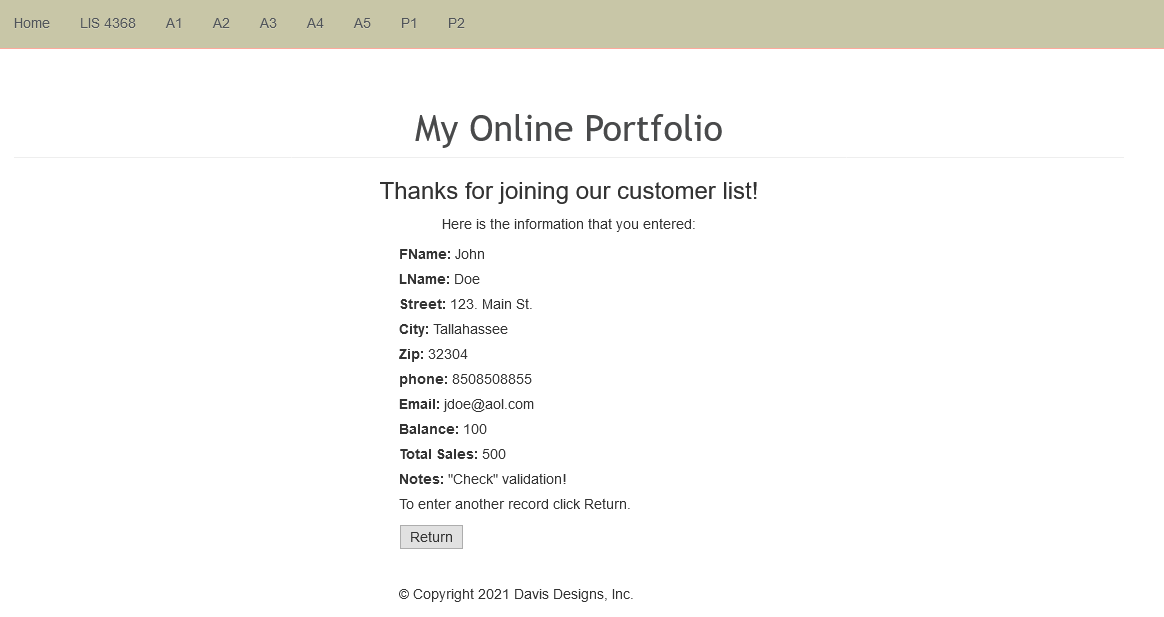 Home LIS 4368 A1 A2 A3 A4 A5 P1 P2
My Online Portfolio
Thanks for joining our customer list!
Here is the information that you entered:
FName: John
LName: Doe
Street: 123. Main St.
City: Tallahassee
Zip: 32304
phone: 8508508855
Email: jdoe@aol.com
Balance: 100
Total Sales: 500
Notes: "Check" validation!
To enter another record click Return.
Return
© Copyright 2021 Davis Designs, Inc.